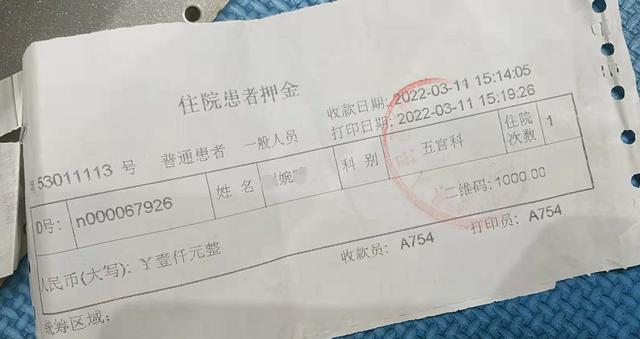 住院患者押金
收款日期: 2022-03-11 15:14:05
53011113 号 普通患者 一般人员 打印日期: 2022-03-11 15:19:26
D号: n000067926 姓名 婉 科别 五官科 住院次数 1
人民币(大写): ￥壹仟元整 二维码: 1000.00
收款员: A754 打印员: A754
统筹区域: